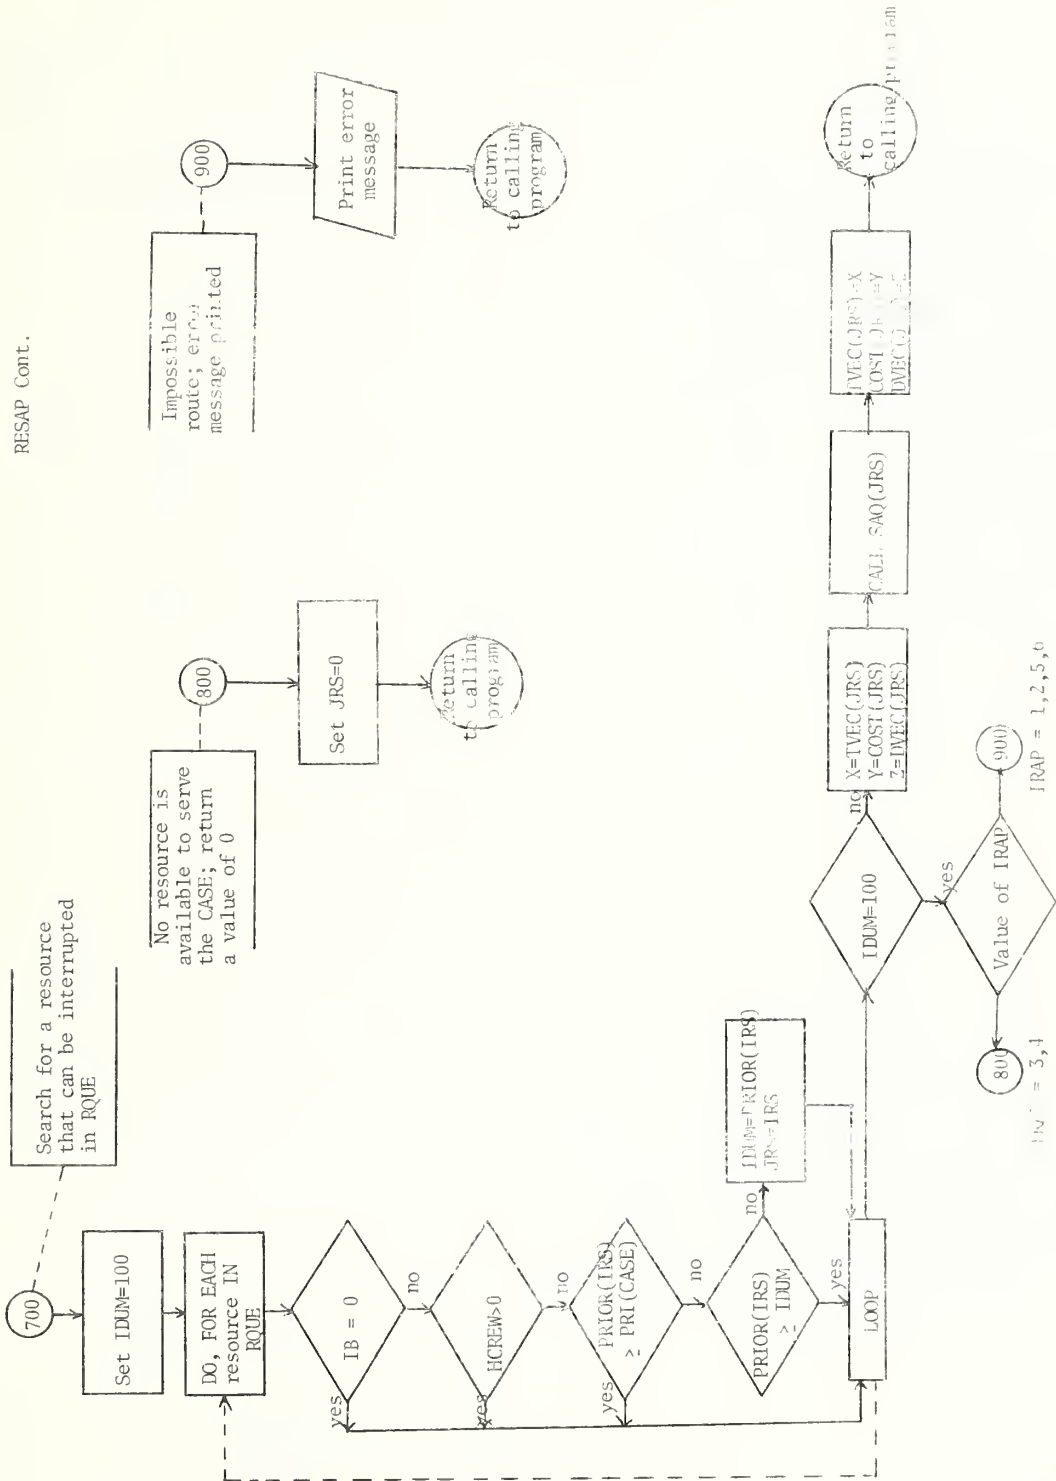 RESAP Cont.
700
Search for a resource
that can be interrupted
in RQUE
Set IDUM=100
DO, FOR EACH
resource IN
RQUE
IB = 0
yes
no
HCREW>0
yes
no
PRIOR(IRS)
≥ PRI(CASE)
yes
no
PRIOR(IRS)
≥ IDUM
no
yes
IDUM=PRIOR(IRS)
JRS=IRS
LOOP
IDUM=100
no
yes
Value of IRAP
800
= 3,4
900
IRAP = 1,2,5,6
X=TVEC(JRS)
Y=COST(JRS)
Z=DVEC(JRS)
CALL SAQ(JRS)
TVEC(JRS)=X
COST(JRS)=Y
Return
to
calling program
800
No resource is
available to serve
the CASE; return
a value of 0
Set JRS=0
Return
to calling
program
900
Impossible
route; error
message printed
Print error
message
Return
to calling
program